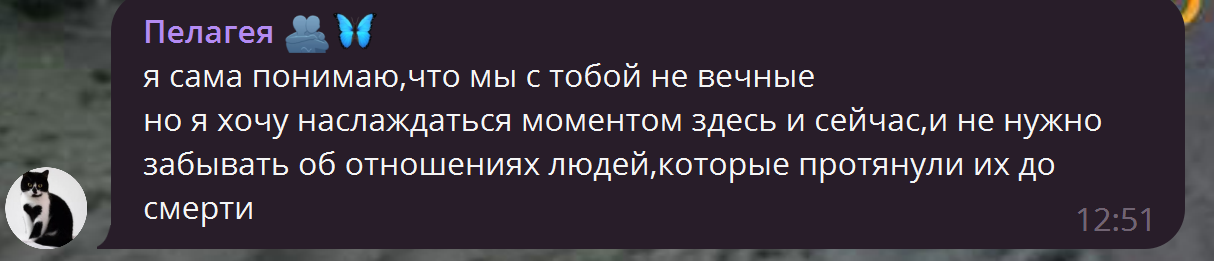 Пелагея 🫂🦋
я сама понимаю,что мы с тобой не вечные
но я хочу наслаждаться моментом здесь и сейчас,и не нужно
забывать об отношениях людей,которые протянули их до
смерти
12:51